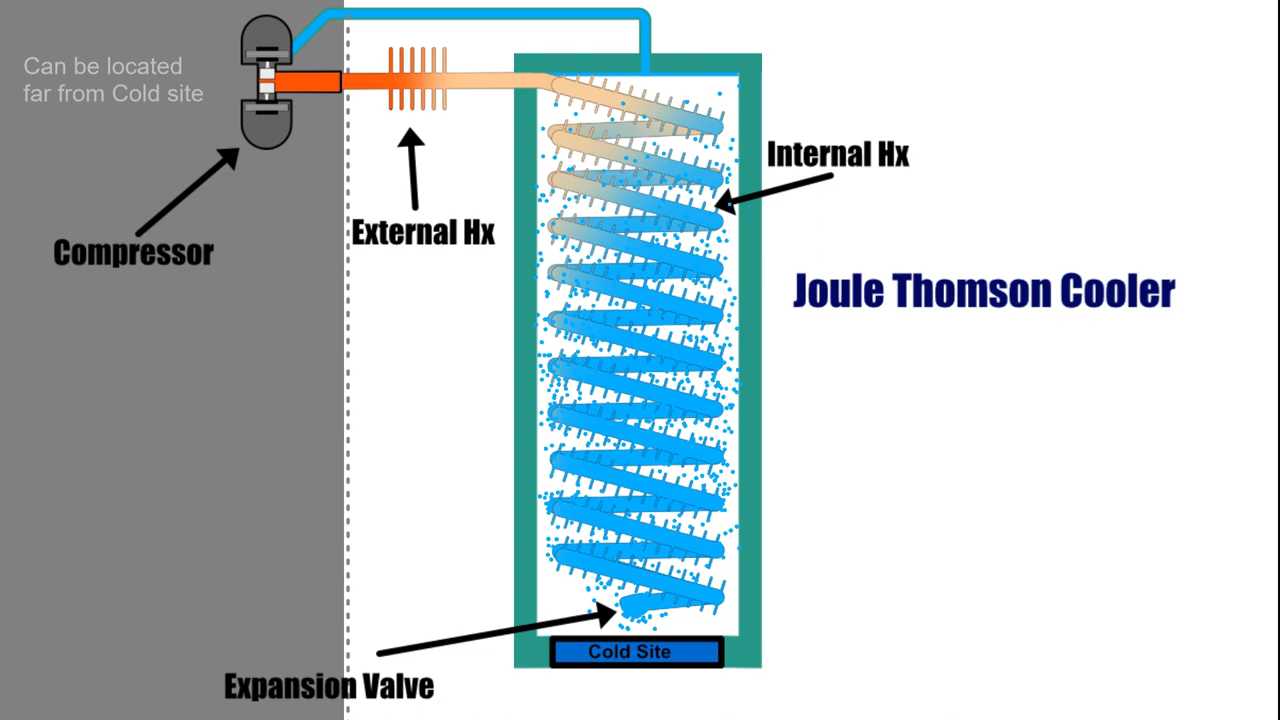 Can be located
far from Cold site
Internal Hx
External Hx
Compressor
Joule Thomson Cooler
Cold Site
Expansion Valve